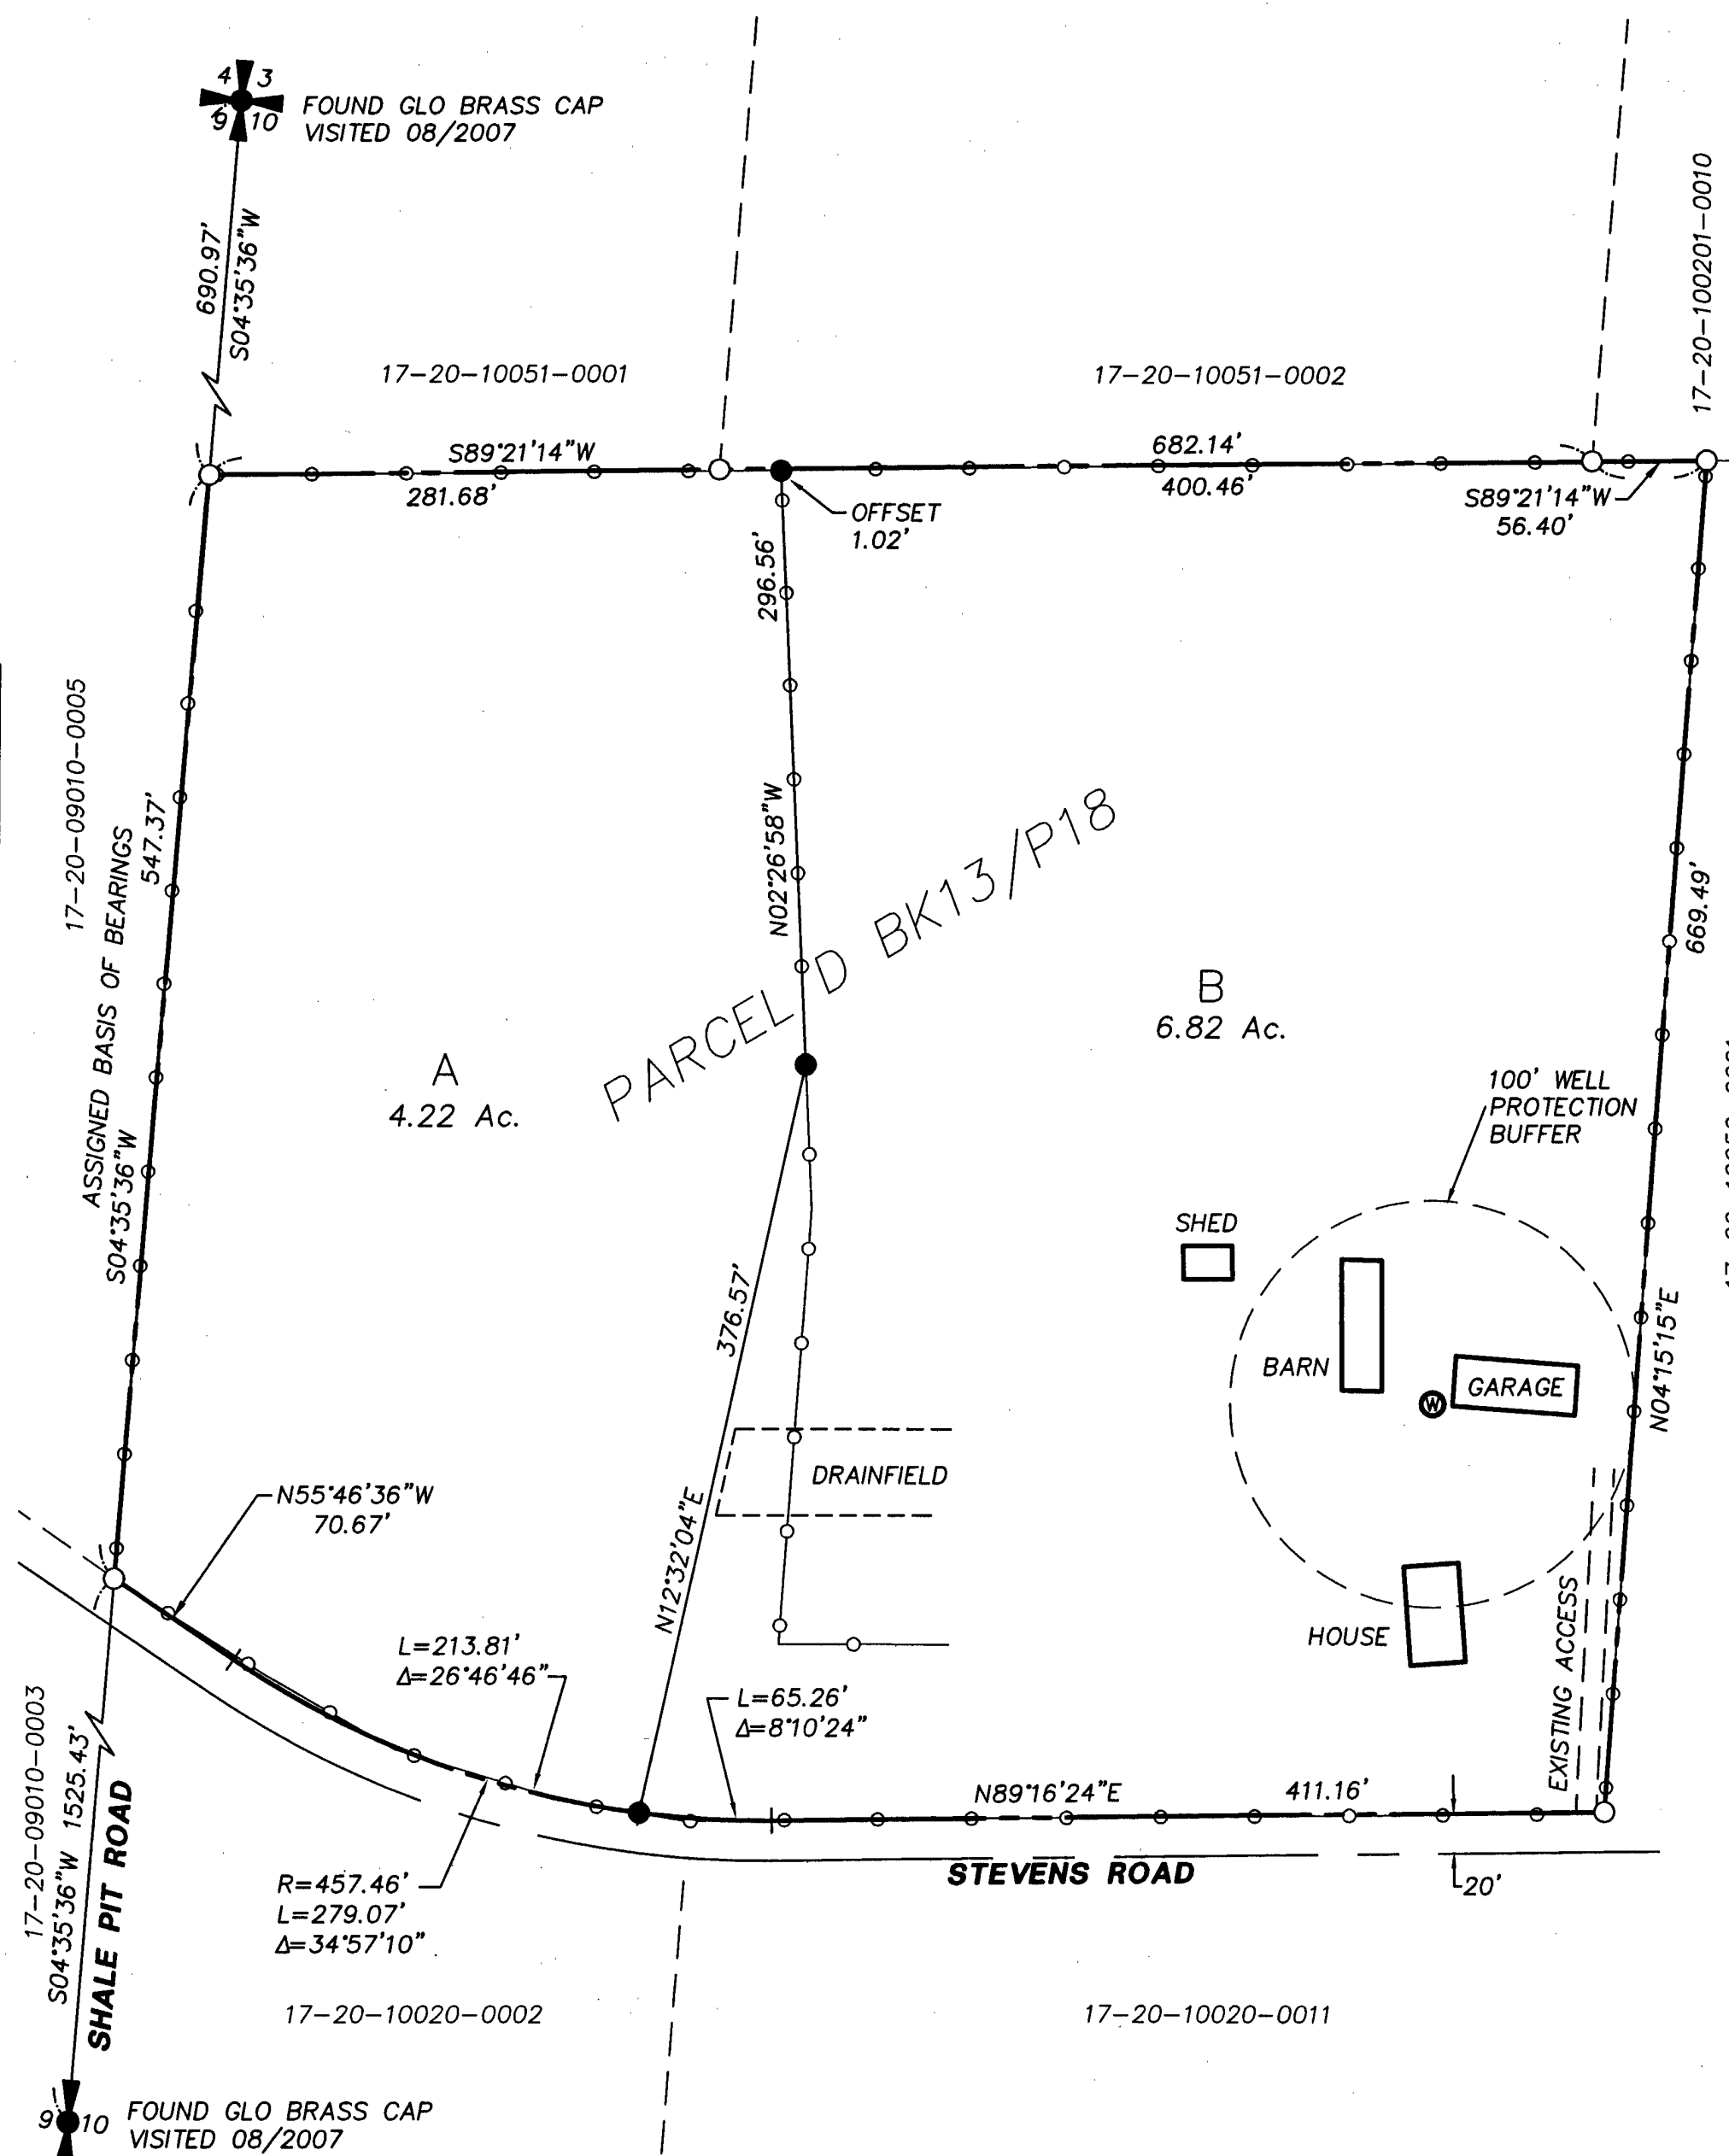 4 3
9 10
FOUND GLO BRASS CAP
VISITED 08/2007
690.97'
S04°35'36"W
17-20-10051-0001
17-20-10051-0002
17-20-100201-0010
S89°21'14"W
281.68'
682.14'
400.46'
S89°21'14"W
56.40'
OFFSET
1.02'
296.56'
N02°26'58"W
17-20-09010-0005
ASSIGNED BASIS OF BEARINGS
547.37'
S04°35'36"W
PARCEL D BK13/P18
A
4.22 Ac.
B
6.82 Ac.
669.49'
N04°15'15"E
100' WELL
PROTECTION
BUFFER
SHED
BARN
GARAGE
W
376.57'
N12°32'04"E
DRAINFIELD
HOUSE
EXISTING ACCESS
N55°46'36"W
70.67'
L=213.81'
Δ=26°46'46"
L=65.26'
Δ=8°10'24"
N89°16'24"E
411.16'
R=457.46'
L=279.07'
Δ=34°57'10"
STEVENS ROAD
20'
17-20-09010-0003
S04°35'36"W 1525.43'
SHALE PIT ROAD
17-20-10020-0002
17-20-10020-0011
9 10
FOUND GLO BRASS CAP
VISITED 08/2007